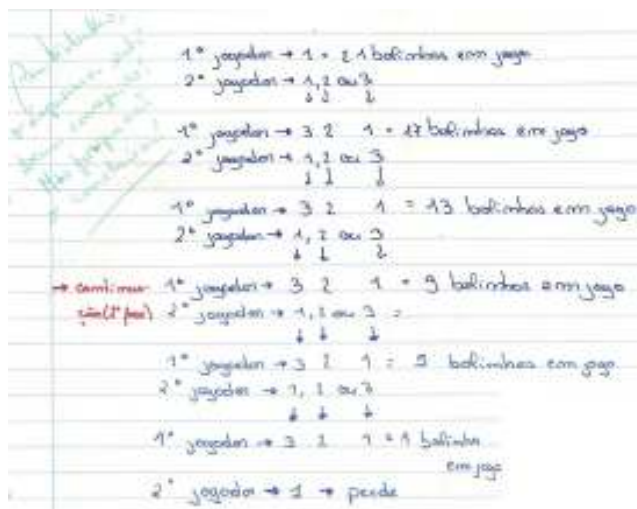 1º jogador → 1 = 21 bolinhas em jogo
2º jogador → 1, 2 ou 3
↓ ↓ ↓
1º jogador → 3 2 1 = 17 bolinhas em jogo
2º jogador → 1, 2 ou 3
↓ ↓ ↓
1º jogador → 3 2 1 = 13 bolinhas em jogo
2º jogador → 1, 2 ou 3
↓ ↓ ↓
→ continua 1º jogador → 3 2 1 = 9 bolinhas em jogo
ção 2º jogador → 1, 2 ou 3 =
↓ ↓ ↓
1º jogador → 3 2 1 = 5 bolinhas em jogo
2º jogador → 1, 2 ou 3
↓ ↓ ↓
1º jogador → 3 2 1 = 1 bolinha
em jogo
2º jogador → 1 → perde